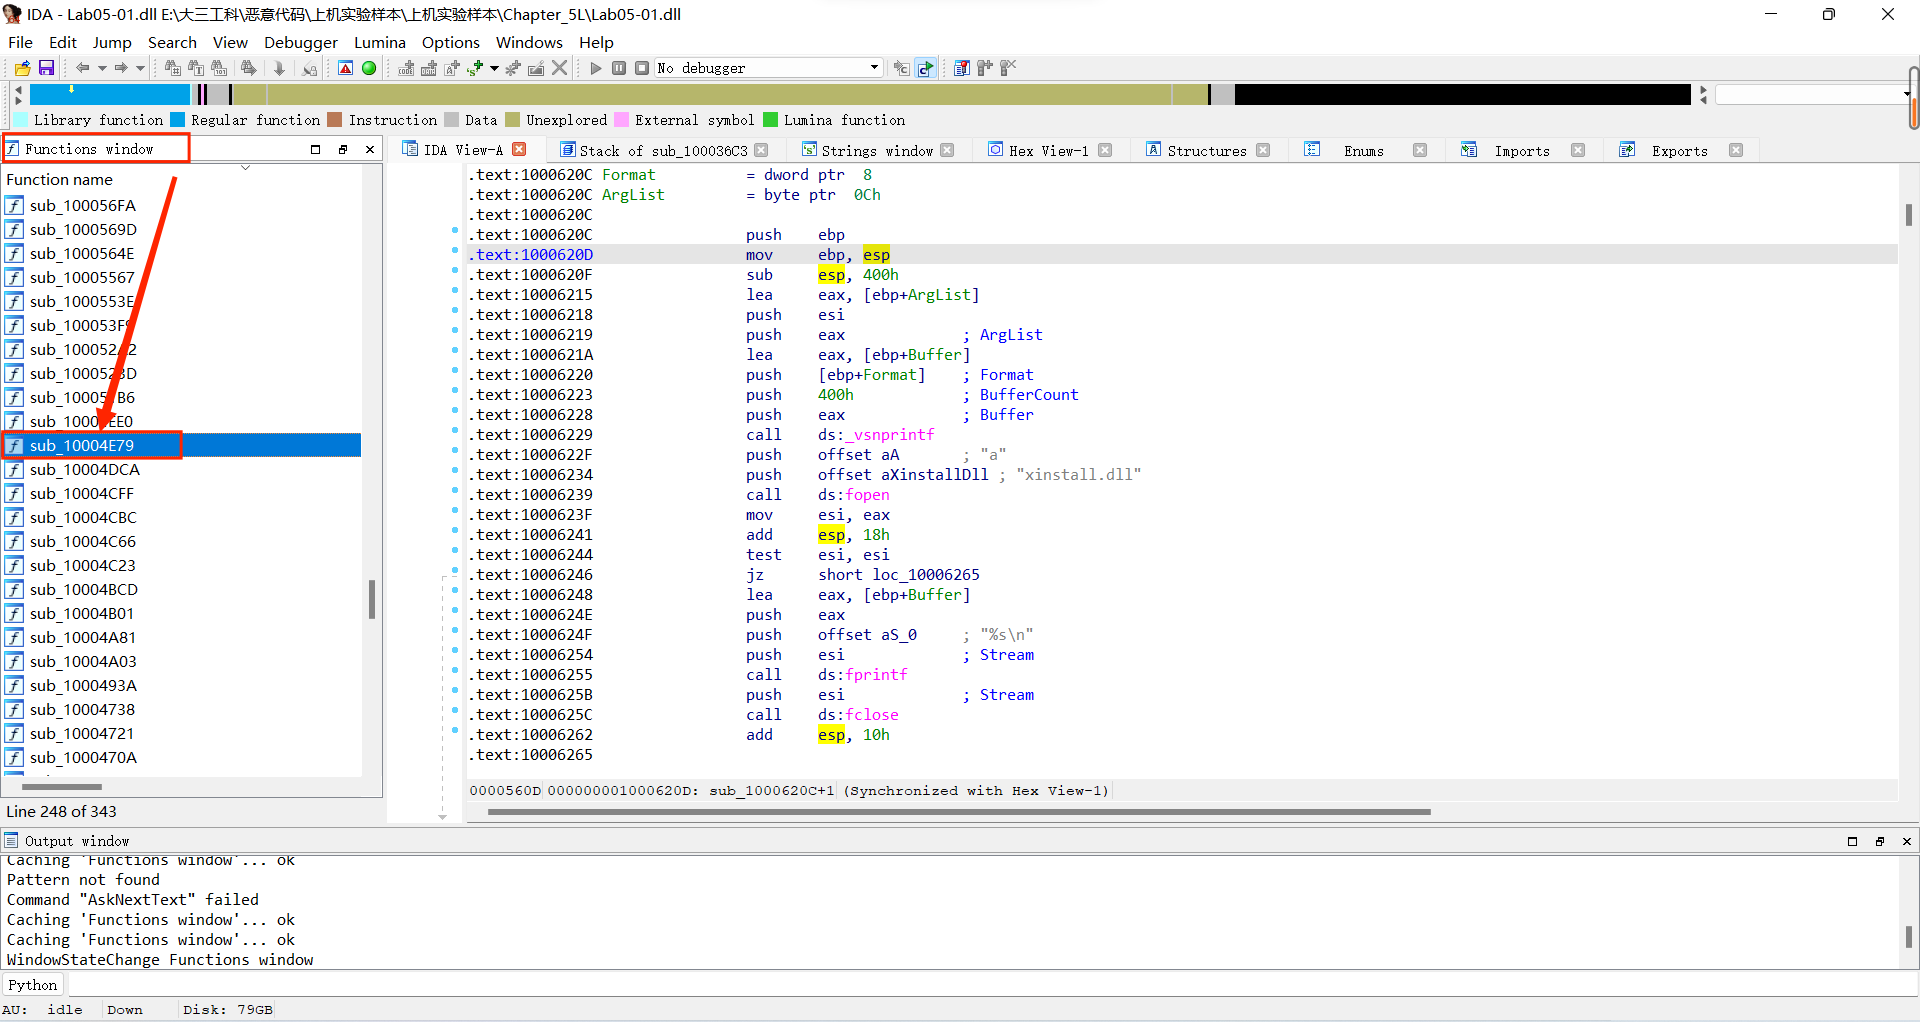 IDA - Lab05-01.dll E:\大三工科\恶意代码\上机实验样本\上机实验样本\Chapter_5L\Lab05-01.dll
File Edit Jump Search View Debugger Lumina Options Windows Help
No debugger
Library function Regular function Instruction Data Unexplored External symbol Lumina function
Functions window
IDA View-A Stack of sub_100036C3 Strings window Hex View-1 Structures Enums Imports Exports
Function name
sub_100056FA
sub_1000569D
sub_1000564E
sub_10005567
sub_1000553E
sub_100053F9
sub_100052A2
sub_1000523D
sub_10004E79
sub_10004DCA
sub_10004CFF
sub_10004CBC
sub_10004C66
sub_10004C23
sub_10004BCD
sub_10004B01
sub_10004A81
sub_10004A03
sub_1000493A
sub_10004738
sub_10004721
sub_1000470A
Line 248 of 343
.text:1000620C Format = dword ptr 8
.text:1000620C ArgList = byte ptr 0Ch
.text:1000620C
.text:1000620C push ebp
.text:1000620D mov ebp, esp
.text:1000620F sub esp, 400h
.text:10006215 lea eax, [ebp+ArgList]
.text:10006218 push esi
.text:10006219 push eax ; ArgList
.text:1000621A lea eax, [ebp+Buffer]
.text:10006220 push [ebp+Format] ; Format
.text:10006223 push 400h ; BufferCount
.text:10006228 push eax ; Buffer
.text:10006229 call ds:_vsnprintf
.text:1000622F push offset aA ; "a"
.text:10006234 push offset aXinstallDll ; "xinstall.dll"
.text:10006239 call ds:fopen
.text:1000623F mov esi, eax
.text:10006241 add esp, 18h
.text:10006244 test esi, esi
.text:10006246 jz short loc_10006265
.text:10006248 lea eax, [ebp+Buffer]
.text:1000624E push eax
.text:1000624F push offset aS_0 ; "%s\n"
.text:10006254 push esi ; Stream
.text:10006255 call ds:fprintf
.text:1000625B push esi ; Stream
.text:1000625C call ds:fclose
.text:10006262 add esp, 10h
.text:10006265
0000560D 000000001000620D: sub_1000620C+1 (Synchronized with Hex View-1)
Output window
Caching 'Functions window'... ok
Pattern not found
Command "AskNextText" failed
Caching 'Functions window'... ok
Caching 'Functions window'... ok
WindowStateChange Functions window
Python
AU: idle Down Disk: 79GB